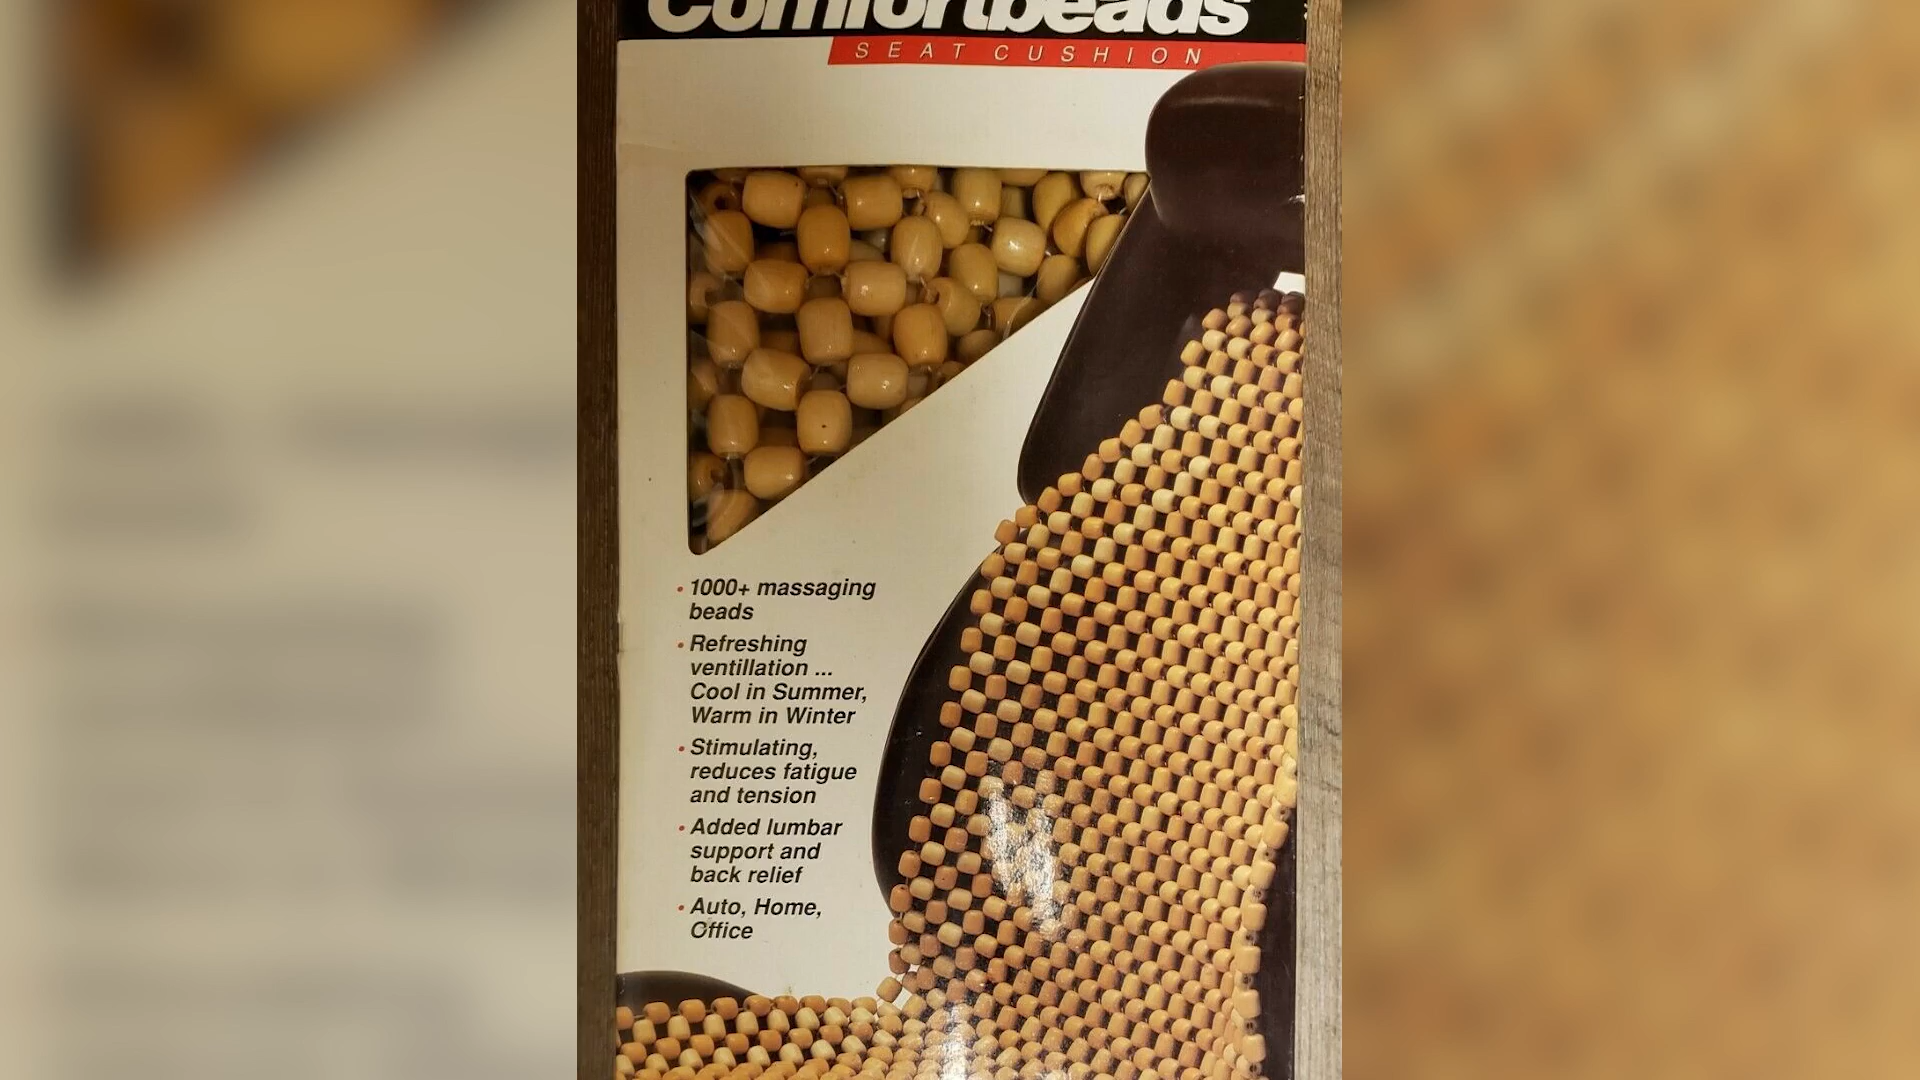 Comfortbeads
SEAT CUSHION
• 1000+ massaging
beads
• Refreshing
ventillation ...
Cool in Summer,
Warm in Winter
• Stimulating,
reduces fatigue
and tension
• Added lumbar
support and
back relief
• Auto, Home,
Office